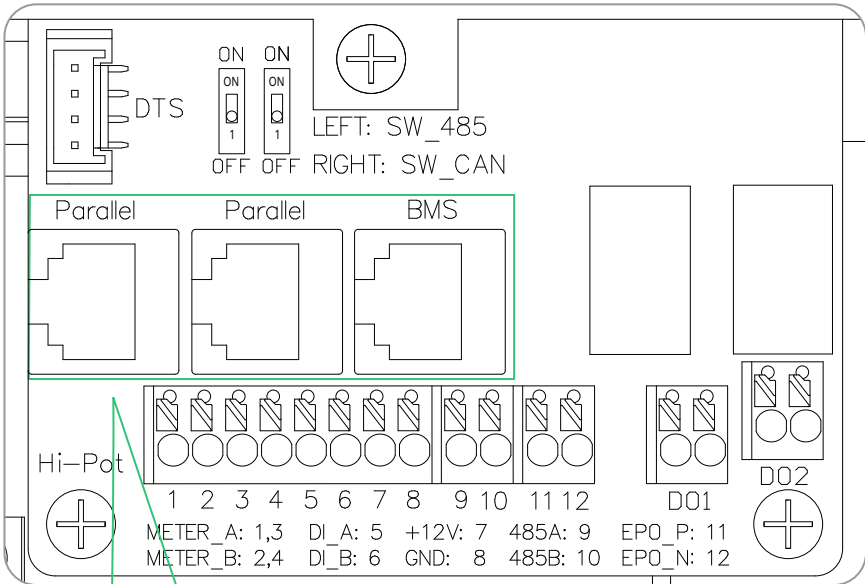 ON ON
ON ON
DTS
1 1
LEFT: SW_485
OFF OFF RIGHT: SW_CAN
Parallel Parallel BMS
Hi-Pot
DO2
1 2 3 4 5 6 7 8 9 10 11 12 DO1
METER_A: 1,3 DI_A: 5 +12V: 7 485A: 9 EPO_P: 11
METER_B: 2,4 DI_B: 6 GND: 8 485B: 10 EPO_N: 12